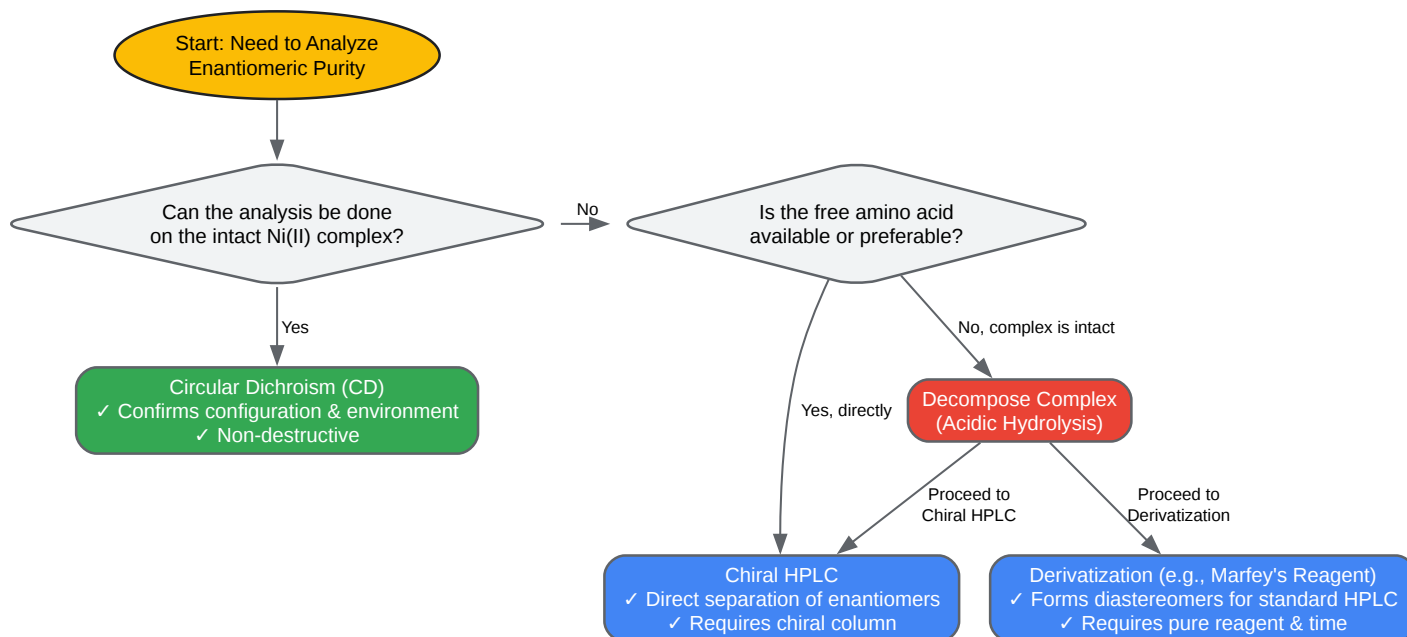 Start: Need to Analyze
Enantiomeric Purity
Can the analysis be done
on the intact Ni(II) complex?
No
Is the free amino acid
available or preferable?
Yes
No, complex is intact
Circular Dichroism (CD)
✓ Confirms configuration & environment
✓ Non-destructive
Yes, directly
Decompose Complex
(Acidic Hydrolysis)
Proceed to
Chiral HPLC
Proceed to
Derivatization
Chiral HPLC
✓ Direct separation of enantiomers
✓ Requires chiral column
Derivatization (e.g., Marfey's Reagent)
✓ Forms diastereomers for standard HPLC
✓ Requires pure reagent & time